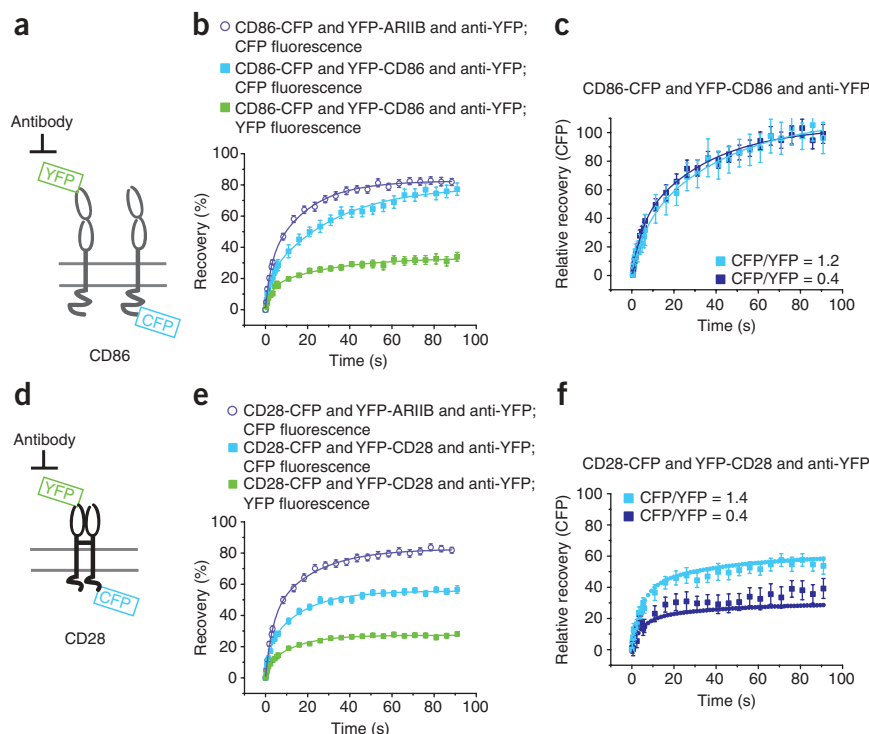 a
Antibody
YFP
CFP
CD86
b
CD86-CFP and YFP-ARIIB and anti-YFP;
CFP fluorescence
CD86-CFP and YFP-CD86 and anti-YFP;
CFP fluorescence
CD86-CFP and YFP-CD86 and anti-YFP;
YFP fluorescence
Recovery (%)
100
80
60
40
20
0
0 20 40 60 80 100
Time (s)
c
CD86-CFP and YFP-CD86 and anti-YFP
Relative recovery (CFP)
100
80
60
40
20
0
CFP/YFP = 1.2
CFP/YFP = 0.4
0 20 40 60 80 100
Time (s)
d
Antibody
YFP
CFP
CD28
e
CD28-CFP and YFP-ARIIB and anti-YFP;
CFP fluorescence
CD28-CFP and YFP-CD28 and anti-YFP;
CFP fluorescence
CD28-CFP and YFP-CD28 and anti-YFP;
YFP fluorescence
Recovery (%)
100
80
60
40
20
0
0 20 40 60 80 100
Time (s)
f
CD28-CFP and YFP-CD28 and anti-YFP
Relative recovery (CFP)
CFP/YFP = 1.4
CFP/YFP = 0.4
100
80
60
40
20
0
0 20 40 60 80 100
Time (s)